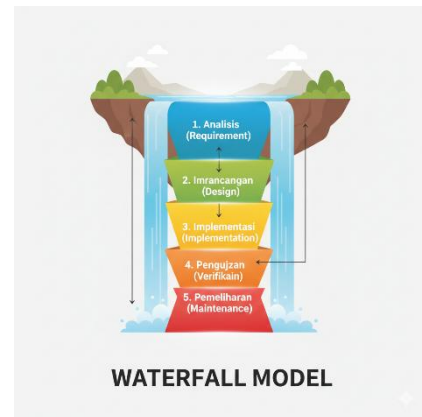 1. Analisis
(Requirement)
2. Imrancangan
(Design)
3. Implementasi
(Implementation)
4. Pengujzan
(Verifikain)
5. Pemeliharan
(Maintenance)
WATERFALL MODEL